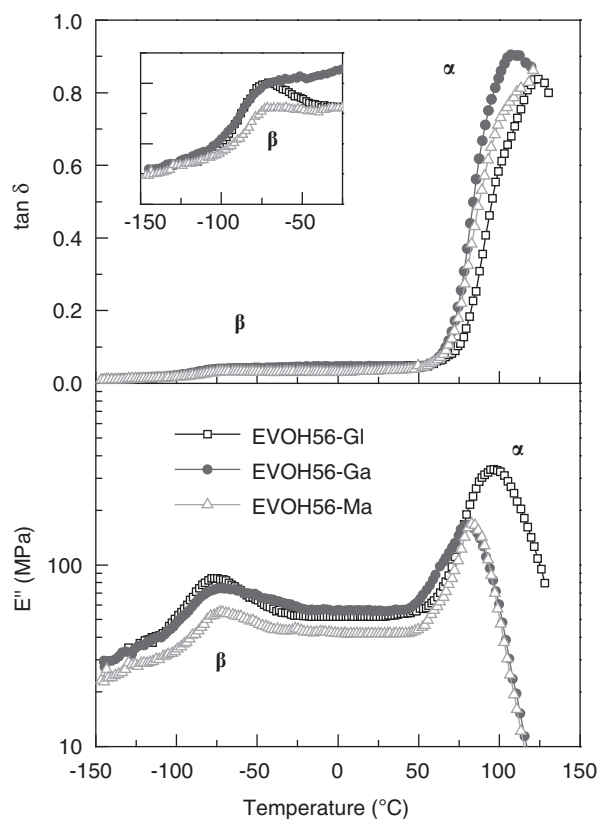 1.0
0.8
0.6
0.4
0.2
0.0
tan δ
α
β
β
-150 -100 -50
EVOH56-Gl
EVOH56-Ga
EVOH56-Ma
α
β
100
10
E" (MPa)
-150 -100 -50 0 50 100 150
Temperature (°C)